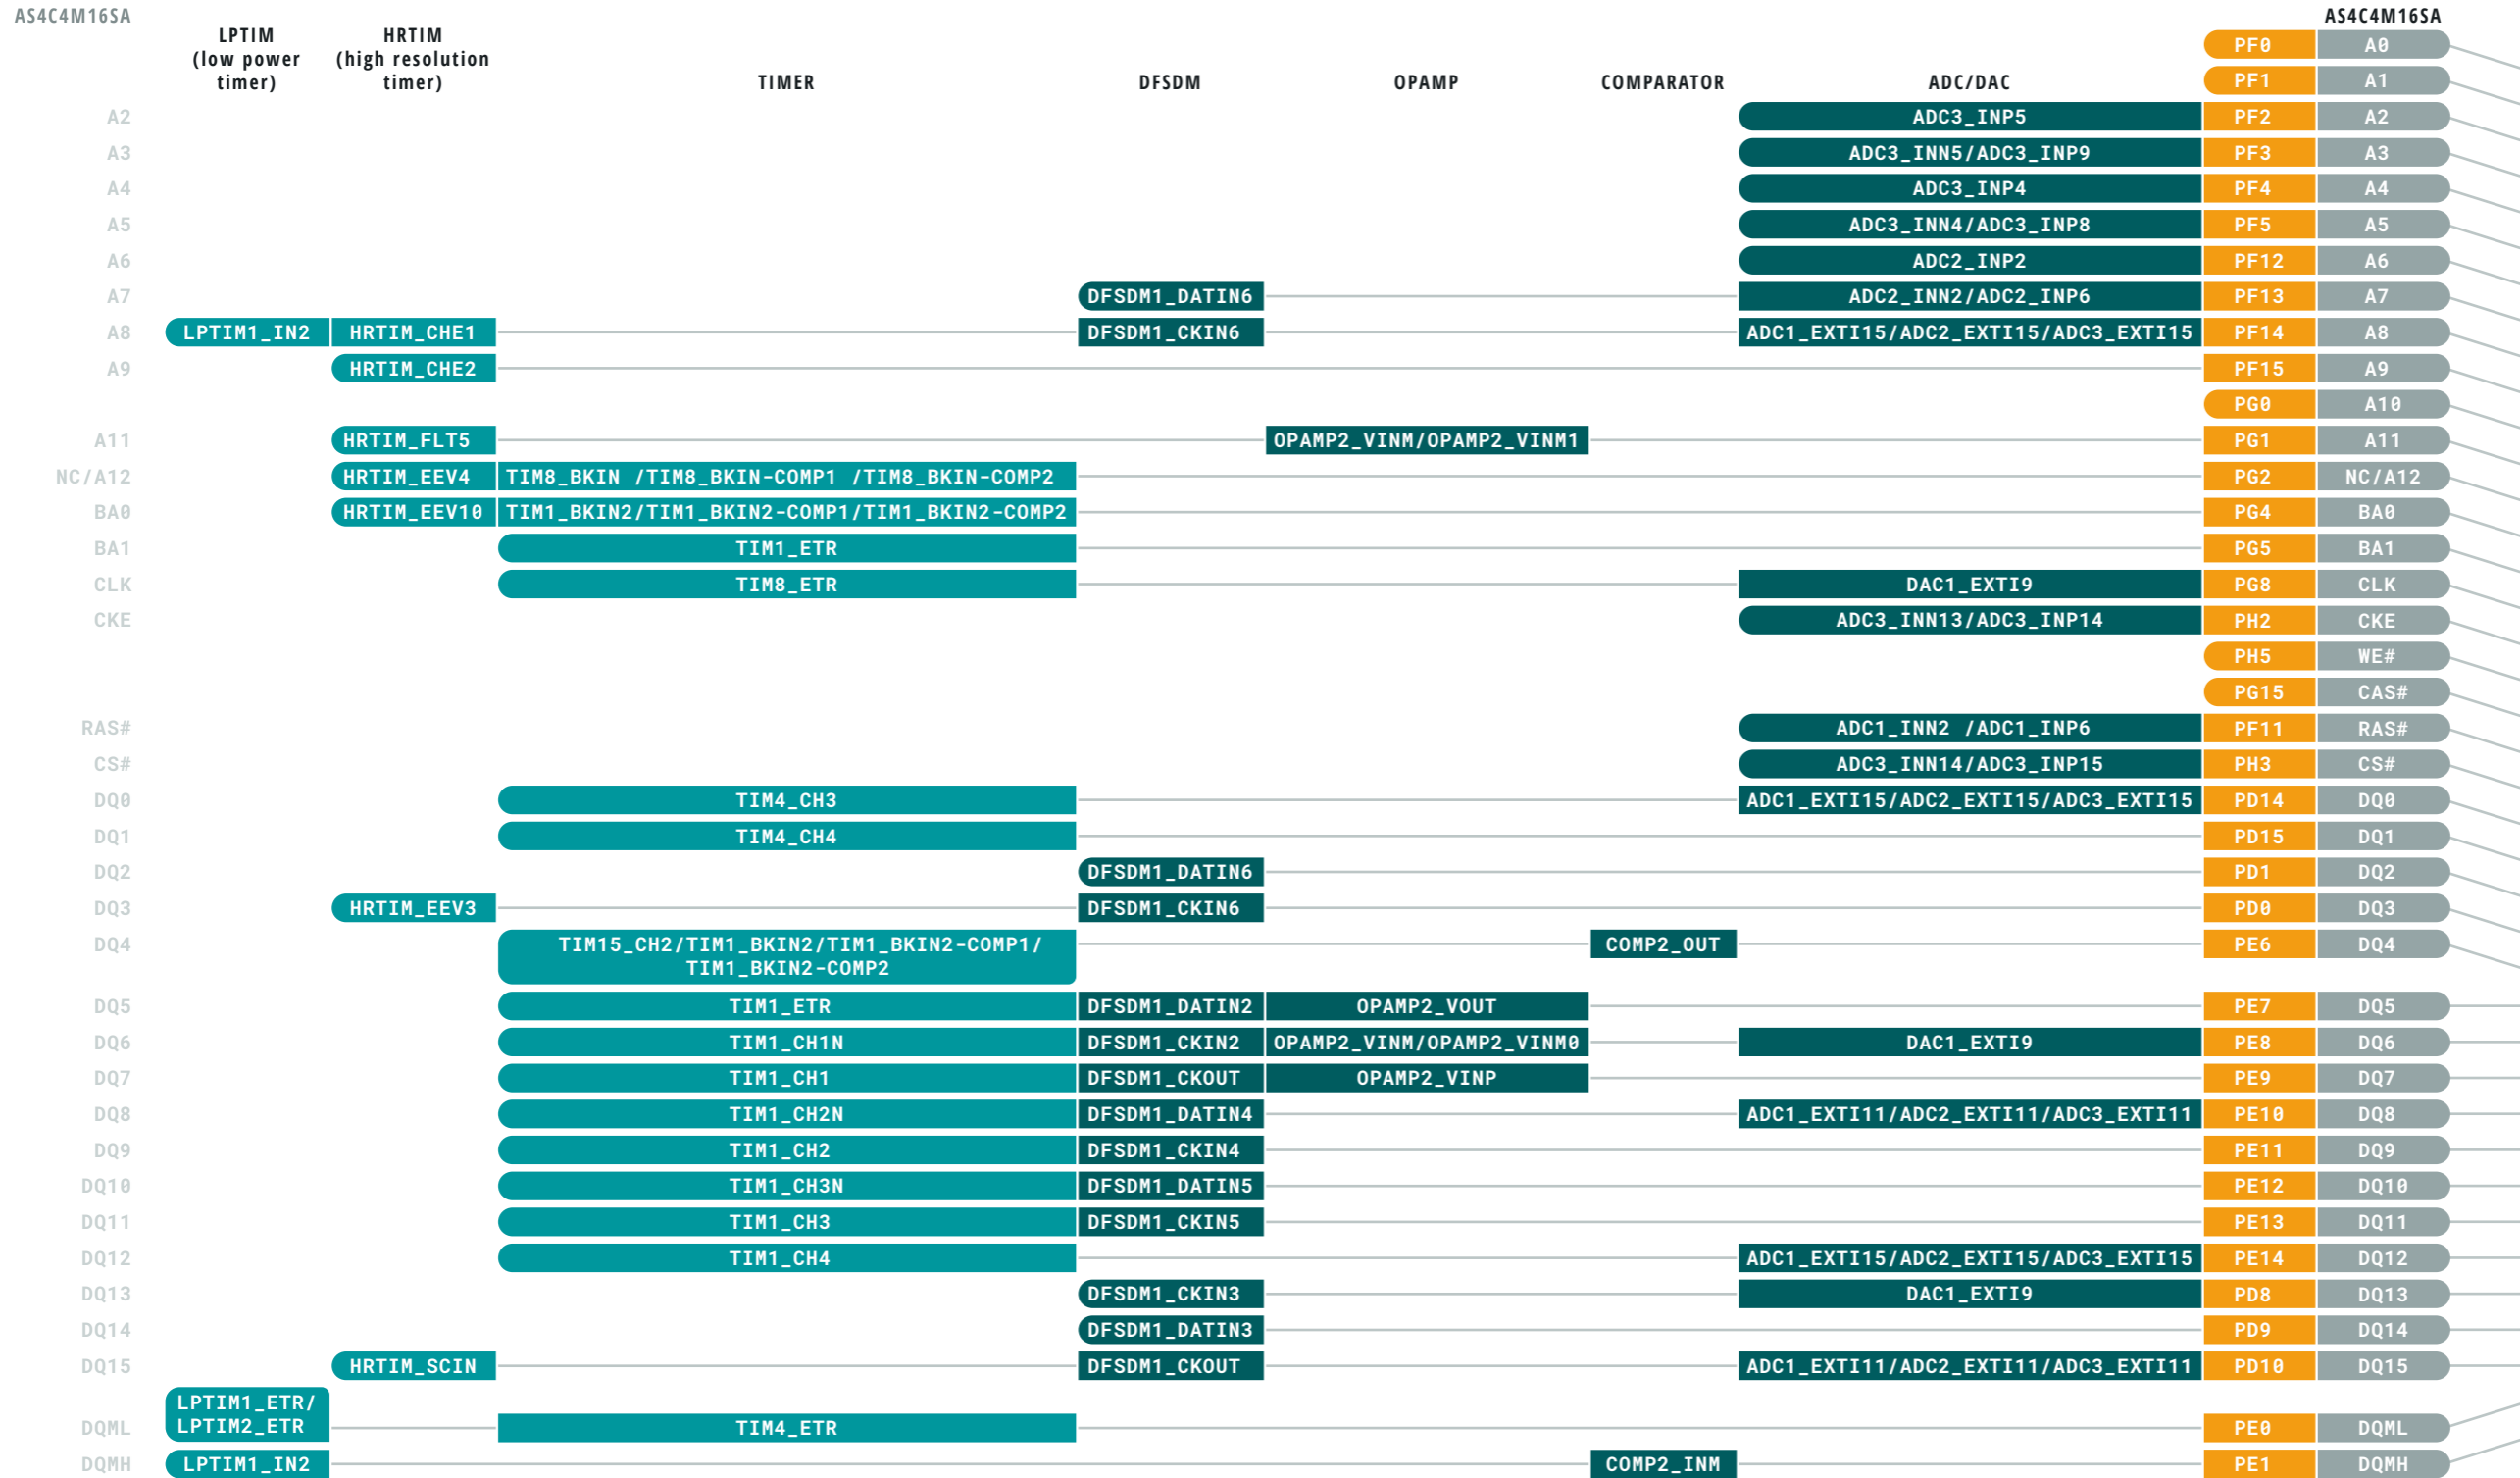 AS4C4M16SA AS4C4M16SA
LPTIM (low power timer) HRTIM (high resolution timer) TIMER DFSDM OPAMP COMPARATOR ADC/DAC
PF0 A0
PF1 A1
A2 ADC3_INP5 PF2 A2
A3 ADC3_INN5/ADC3_INP9 PF3 A3
A4 ADC3_INP4 PF4 A4
A5 ADC3_INN4/ADC3_INP8 PF5 A5
A6 ADC2_INP2 PF12 A6
A7 DFSDM1_DATIN6 ADC2_INN2/ADC2_INP6 PF13 A7
A8 LPTIM1_IN2 HRTIM_CHE1 DFSDM1_CKIN6 ADC1_EXTI15/ADC2_EXTI15/ADC3_EXTI15 PF14 A8
A9 HRTIM_CHE2 PF15 A9
PG0 A10
A11 HRTIM_FLT5 OPAMP2_VINM/OPAMP2_VINM1 PG1 A11
NC/A12 HRTIM_EEV4 TIM8_BKIN /TIM8_BKIN-COMP1 /TIM8_BKIN-COMP2 PG2 NC/A12
BA0 HRTIM_EEV10 TIM1_BKIN2/TIM1_BKIN2-COMP1/TIM1_BKIN2-COMP2 PG4 BA0
BA1 TIM1_ETR PG5 BA1
CLK TIM8_ETR DAC1_EXTI9 PG8 CLK
CKE ADC3_INN13/ADC3_INP14 PH2 CKE
PH5 WE#
PG15 CAS#
RAS# ADC1_INN2 /ADC1_INP6 PF11 RAS#
CS# ADC3_INN14/ADC3_INP15 PH3 CS#
DQ0 TIM4_CH3 ADC1_EXTI15/ADC2_EXTI15/ADC3_EXTI15 PD14 DQ0
DQ1 TIM4_CH4 PD15 DQ1
DQ2 DFSDM1_DATIN6 PD1 DQ2
DQ3 HRTIM_EEV3 DFSDM1_CKIN6 PD0 DQ3
DQ4 TIM15_CH2/TIM1_BKIN2/TIM1_BKIN2-COMP1/ COMP2_OUT PE6 DQ4
TIM1_BKIN2-COMP2
DQ5 TIM1_ETR DFSDM1_DATIN2 OPAMP2_VOUT PE7 DQ5
DQ6 TIM1_CH1N DFSDM1_CKIN2 OPAMP2_VINM/OPAMP2_VINM0 DAC1_EXTI9 PE8 DQ6
DQ7 TIM1_CH1 DFSDM1_CKOUT OPAMP2_VINP PE9 DQ7
DQ8 TIM1_CH2N DFSDM1_DATIN4 ADC1_EXTI11/ADC2_EXTI11/ADC3_EXTI11 PE10 DQ8
DQ9 TIM1_CH2 DFSDM1_CKIN4 PE11 DQ9
DQ10 TIM1_CH3N DFSDM1_DATIN5 PE12 DQ10
DQ11 TIM1_CH3 DFSDM1_CKIN5 PE13 DQ11
DQ12 TIM1_CH4 ADC1_EXTI15/ADC2_EXTI15/ADC3_EXTI15 PE14 DQ12
DQ13 DFSDM1_CKIN3 DAC1_EXTI9 PD8 DQ13
DQ14 DFSDM1_DATIN3 PD9 DQ14
DQ15 HRTIM_SCIN DFSDM1_CKOUT ADC1_EXTI11/ADC2_EXTI11/ADC3_EXTI11 PD10 DQ15
LPTIM1_ETR/
DQML LPTIM2_ETR TIM4_ETR PE0 DQML
DQMH LPTIM1_IN2 COMP2_INM PE1 DQMH